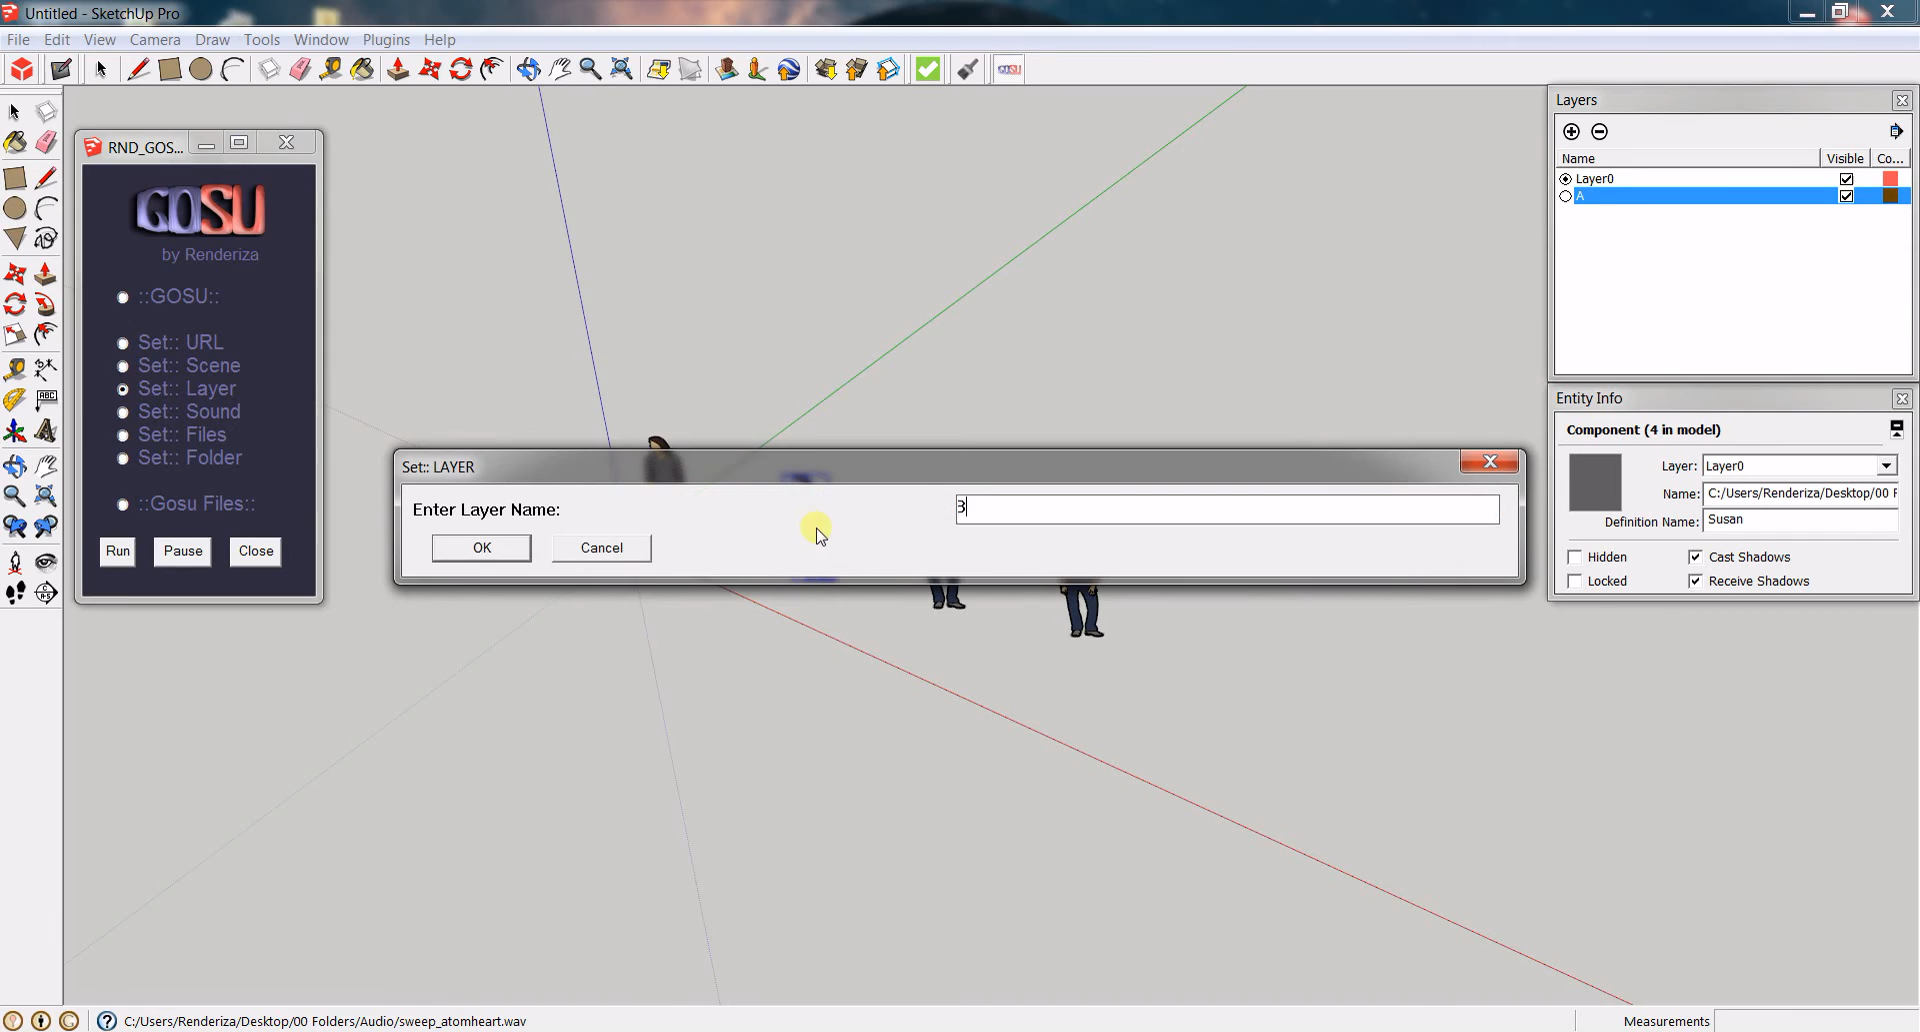 Untitled - SketchUp Pro
File Edit View Camera Draw Tools Window Plugins Help
GOSU
Layers
Name Visible Co...
Layer0
A
RND_GOS...
GOSU
by Renderiza
::GOSU::
Set:: URL
Set:: Scene
Set:: Layer
Set:: Sound
Set:: Files
Set:: Folder
::Gosu Files::
Run Pause Close
Set:: LAYER
Enter Layer Name: 3
OK Cancel
Entity Info
Component (4 in model)
Layer: Layer0
Name: C:/Users/Renderiza/Desktop/00 F
Definition Name: Susan
Hidden Cast Shadows
Locked Receive Shadows
ABC
C:/Users/Renderiza/Desktop/00 Folders/Audio/sweep_atomheart.wav
Measurements